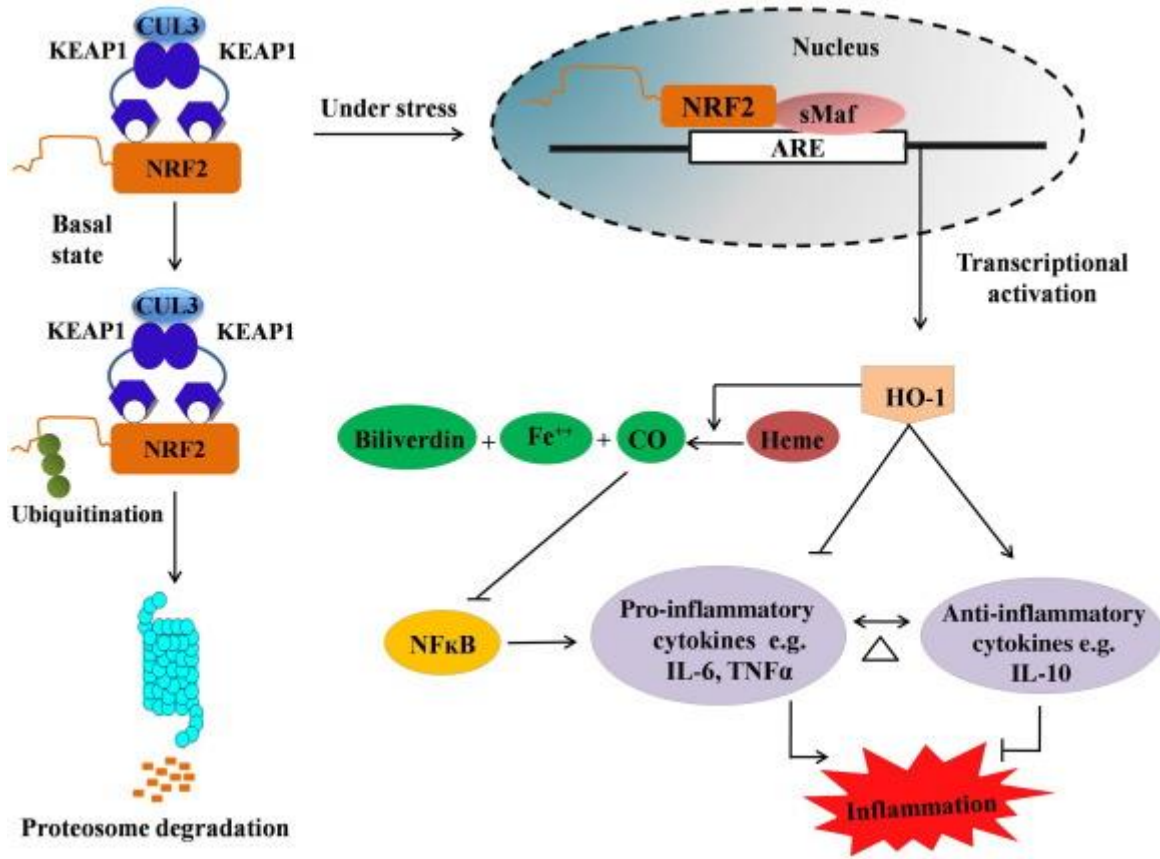 CUL3
KEAP1 KEAP1
NRF2
Under stress
Nucleus
NRF2 sMaf
ARE
Basal
state
Transcriptional
activation
CUL3
KEAP1 KEAP1
NRF2
Ubiquitination
Proteosome degradation
HO-1
Biliverdin + Fe⁺⁺ + CO Heme
NFκB
Pro-inflammatory
cytokines e.g.
IL-6, TNFα
Anti-inflammatory
cytokines e.g.
IL-10
Inflammation